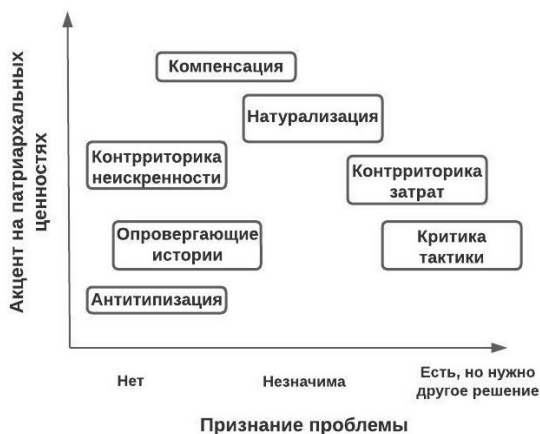 Акцент на патриархальных
ценностях
Компенсация
Натурализация
Контрриторика
неискренности
Контрриторика
затрат
Опровергающие
истории
Критика
тактики
Антитипизация
Нет
Незначима
Есть, но нужно
другое решение
Признание проблемы